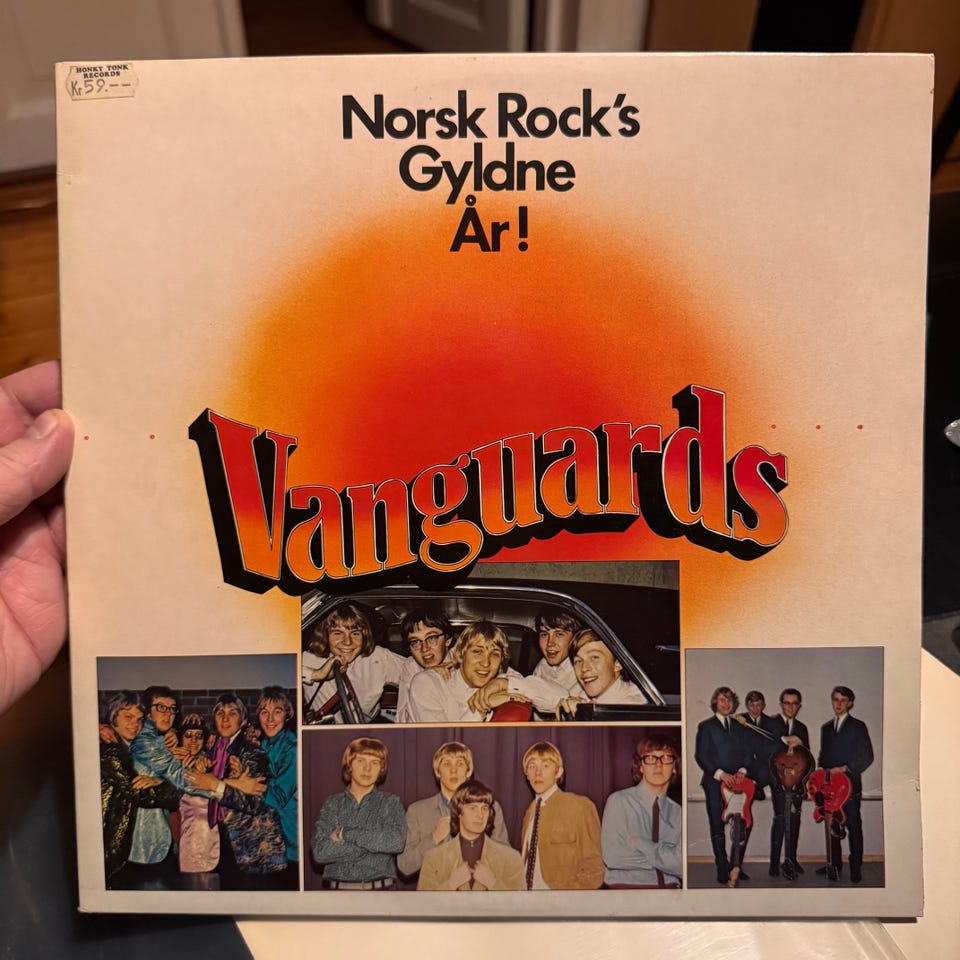 HONKY TONK
RECORDS
Kr 59.--
Norsk Rock's
Gyldne
År!
Vanguards